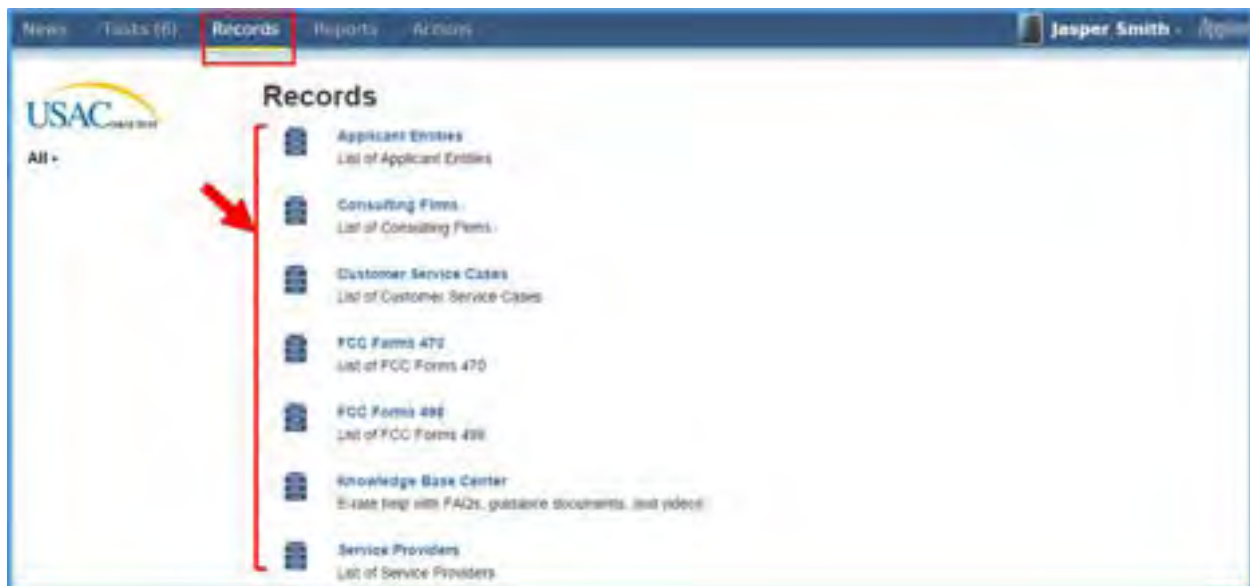 News Tasks (6) Records Reports Actions Jasper Smith
USAC
All
Records
Applicant Entities
List of Applicant Entities
Consulting Firms
List of Consulting Firms
Customer Service Cases
List of Customer Service Cases
FCC Forms 470
List of FCC Forms 470
FCC Forms
List of FCC Forms
Knowledge Base Center
E-rate help with FAQs, guidance documents, and videos
Service Providers
List of Service Providers